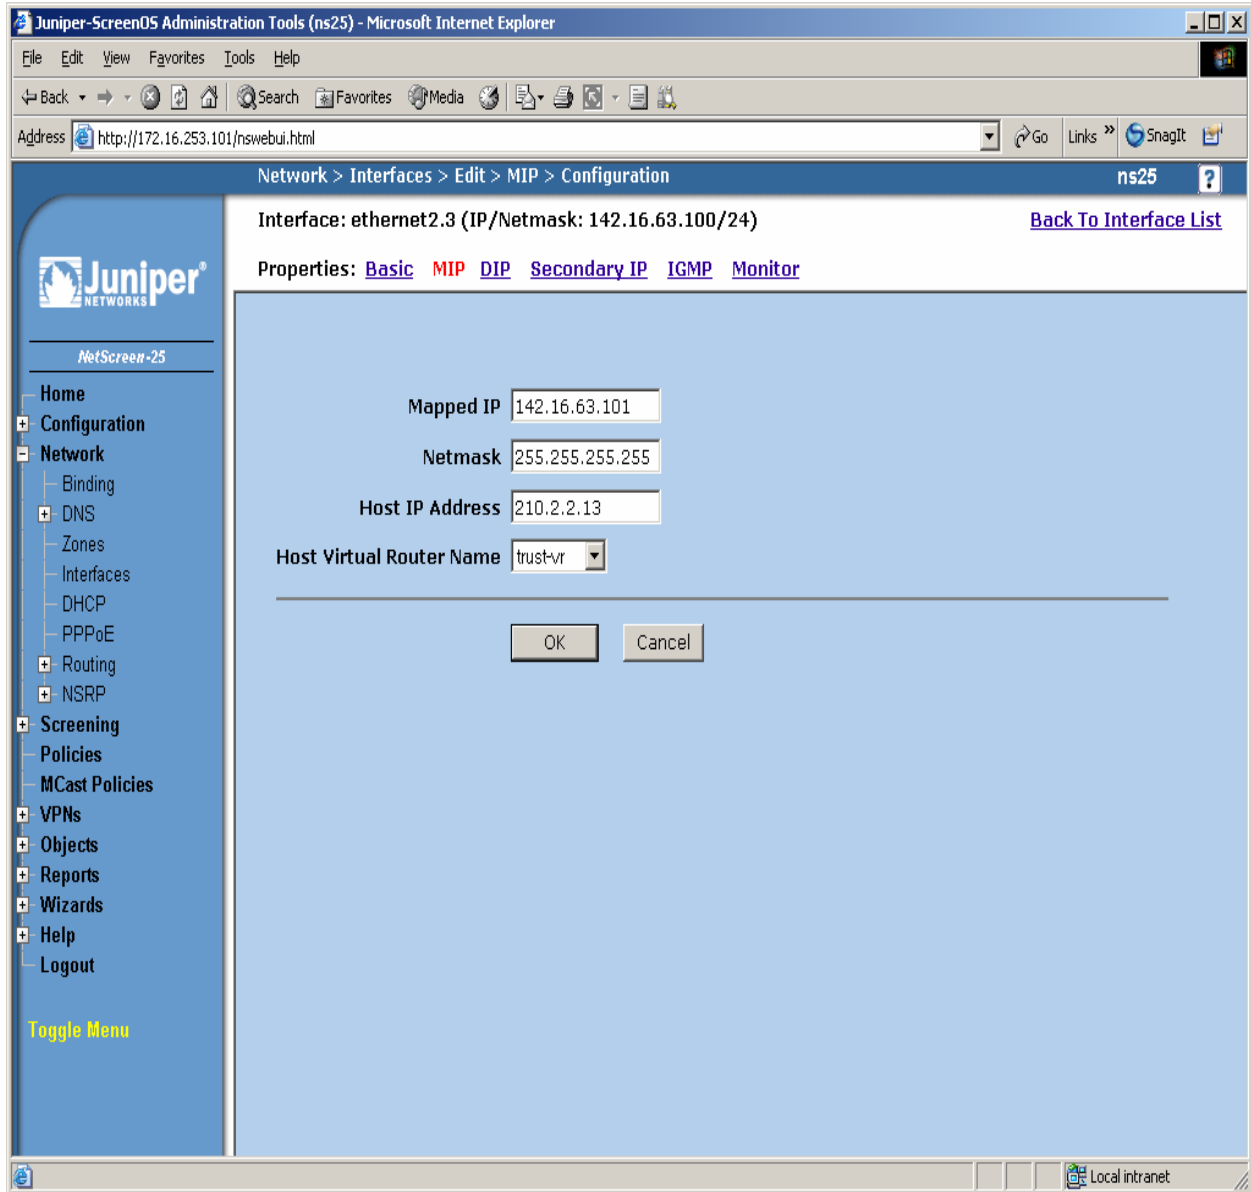 Juniper-ScreenOS Administration Tools (ns25) - Microsoft Internet Explorer
File Edit View Favorites Tools Help
Back Search Favorites Media
Address http://172.16.253.101/nswebui.html Go Links » SnagIt
Network > Interfaces > Edit > MIP > Configuration ns25 ?
Interface: ethernet2.3 (IP/Netmask: 142.16.63.100/24) Back To Interface List
Properties: Basic MIP DIP Secondary IP IGMP Monitor
Juniper®
NETWORKS
NetScreen-25
Home
Configuration
Network
Binding
DNS
Zones
Interfaces
DHCP
PPPoE
Routing
NSRP
Screening
Policies
MCast Policies
VPNs
Objects
Reports
Wizards
Help
Logout
Toggle Menu
Mapped IP 142.16.63.101
Netmask 255.255.255.255
Host IP Address 210.2.2.13
Host Virtual Router Name trust-vr
OK Cancel
Local intranet